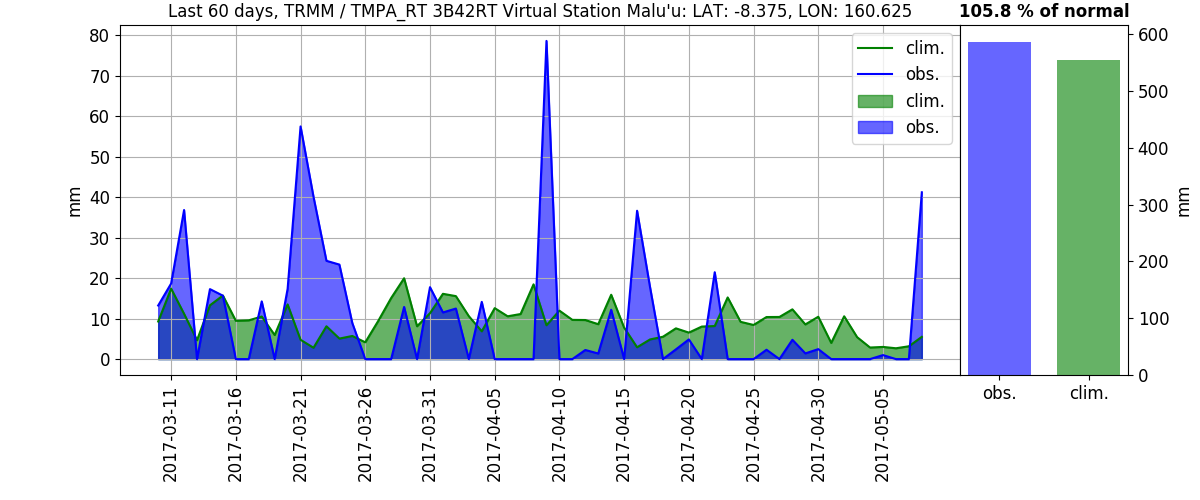 Last 60 days, TRMM / TMPA_RT 3B42RT Virtual Station Malu'u: LAT: -8.375, LON: 160.625
105.8 % of normal
80
70
60
50
40
30
20
10
0
mm
clim.
obs.
clim.
obs.
2017-03-11
2017-03-16
2017-03-21
2017-03-26
2017-03-31
2017-04-05
2017-04-10
2017-04-15
2017-04-20
2017-04-25
2017-04-30
2017-05-05
600
500
400
300
200
100
0
mm
obs.
clim.